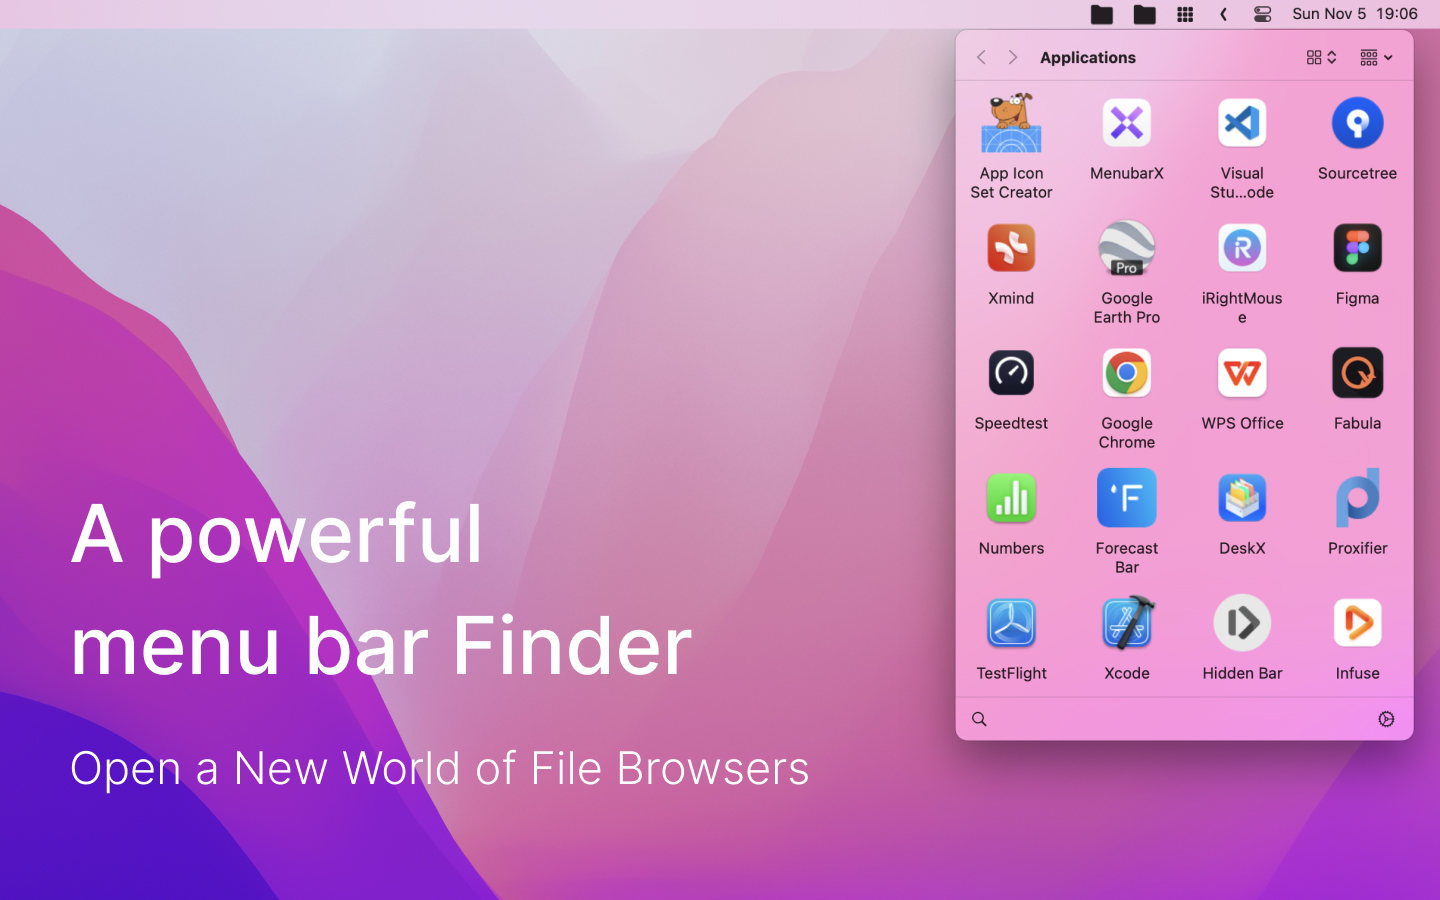 Sun Nov 5 19:06
Applications
App Icon
Set Creator
MenubarX
Visual
Stu...ode
Sourcetree
Xmind
Pro
Google
Earth Pro
iRightMous
e
Figma
Speedtest
Google
Chrome
WPS Office
Fabula
Numbers
°F
Forecast
Bar
DeskX
Proxifier
TestFlight
Xcode
Hidden Bar
Infuse
A powerful
menu bar Finder
Open a New World of File Browsers